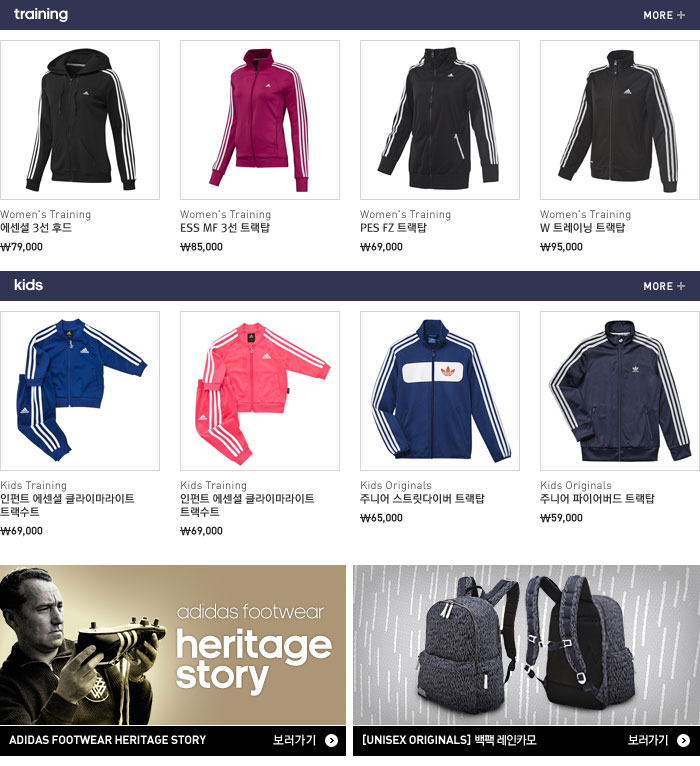 training
MORE +
Women's Training
에센셜 3선 후드
₩79,000
Women's Training
ESS MF 3선 트랙탑
₩85,000
Women's Training
PES FZ 트랙탑
₩69,000
Women's Training
W 트레이닝 트랙탑
₩95,000
kids
MORE +
Kids Training
인펀트 에센셜 클라이마라이트
트랙수트
₩69,000
Kids Training
인펀트 에센셜 클라이마라이트
트랙수트
₩69,000
Kids Originals
주니어 스트릿다이버 트랙탑
₩65,000
Kids Originals
주니어 파이어버드 트랙탑
₩59,000
adidas footwear
heritage
story
ADIDAS FOOTWEAR HERITAGE STORY
보러가기
[UNISEX ORIGINALS] 백팩 레인카모
보러가기